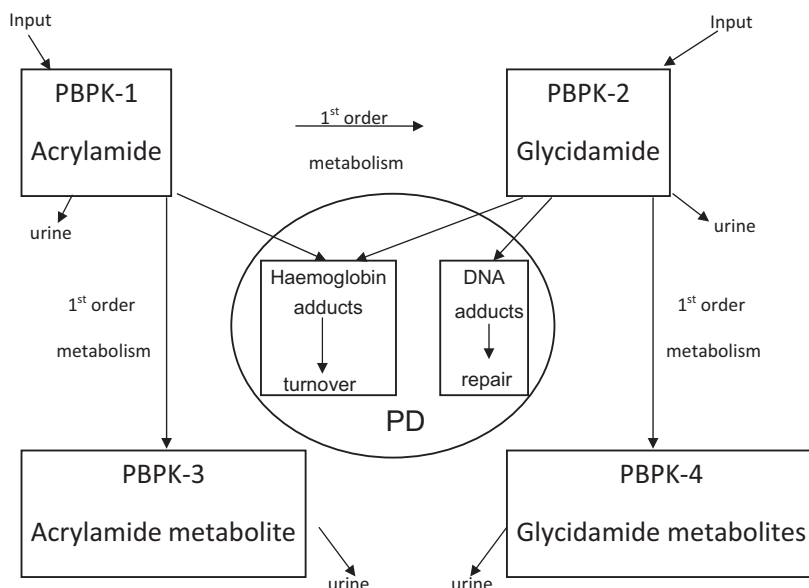 Input
Input
PBPK-1
Acrylamide
1st order
metabolism
PBPK-2
Glycidamide
urine
urine
Haemoglobin
adducts
turnover
DNA
adducts
repair
PD
1st order
metabolism
1st order
metabolism
PBPK-3
Acrylamide metabolite
PBPK-4
Glycidamide metabolites
urine
urine